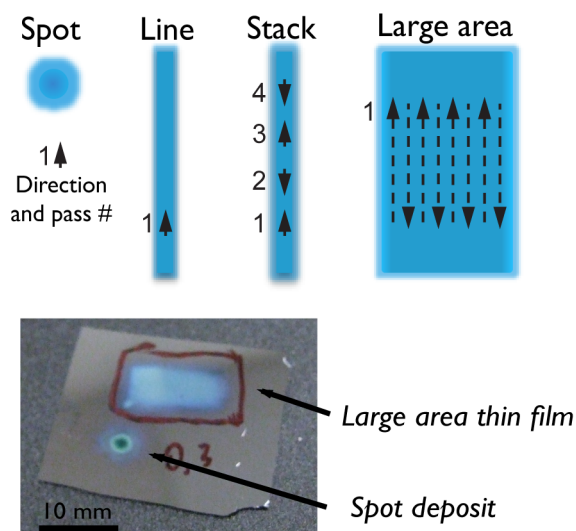 Spot
Line
Stack
Large area
1
Direction
and pass #
1
4
3
2
1
1
Large area thin film
0,3
Spot deposit
10 mm